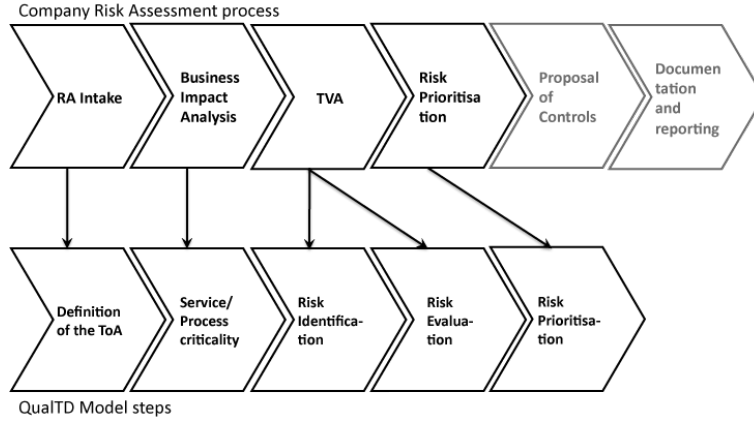 Company Risk Assessment process
RA Intake
Business
Impact
Analysis
TVA
Risk
Prioritisa
tion
Proposal
of
Controls
Documen
tation
and
reporting
Definition
of the ToA
Service/
Process
criticality
Risk
Identifica-
tion
Risk
Evalua-
tion
Risk
Prioritisa-
tion
QualTD Model steps